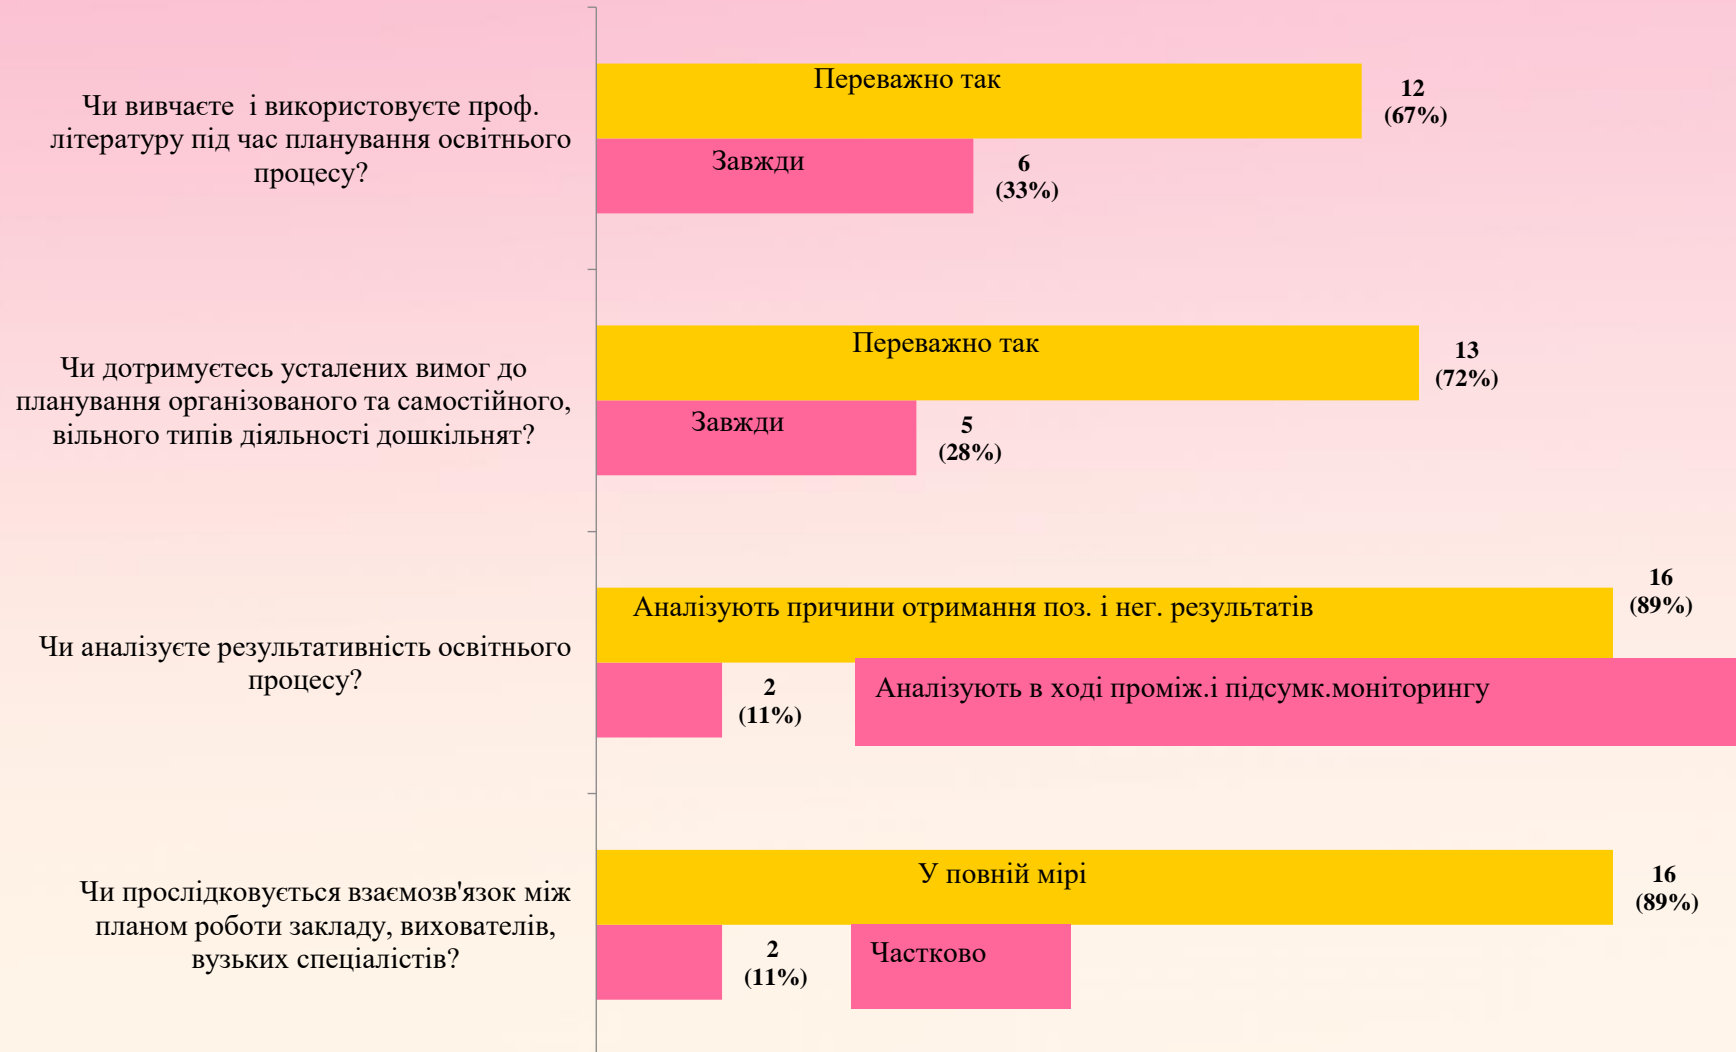 Чи вивчаєте і використовуєте проф.
літературу під час планування освітнього
процесу?
Переважно так
12
(67%)
Завжди
6
(33%)
Чи дотримуєтесь усталених вимог до
планування організованого та самостійного,
вільного типів діяльності дошкільнят?
Переважно так
13
(72%)
Завжди
5
(28%)
Чи аналізуєте результативність освітнього
процесу?
Аналізують причини отримання поз. і нег. результатів
16
(89%)
2
(11%)
Аналізують в ході проміж.і підсумк.моніторингу
Чи прослідковується взаємозв'язок між
планом роботи закладу, вихователів,
вузьких спеціалістів?
У повній мірі
16
(89%)
2
(11%)
Частково